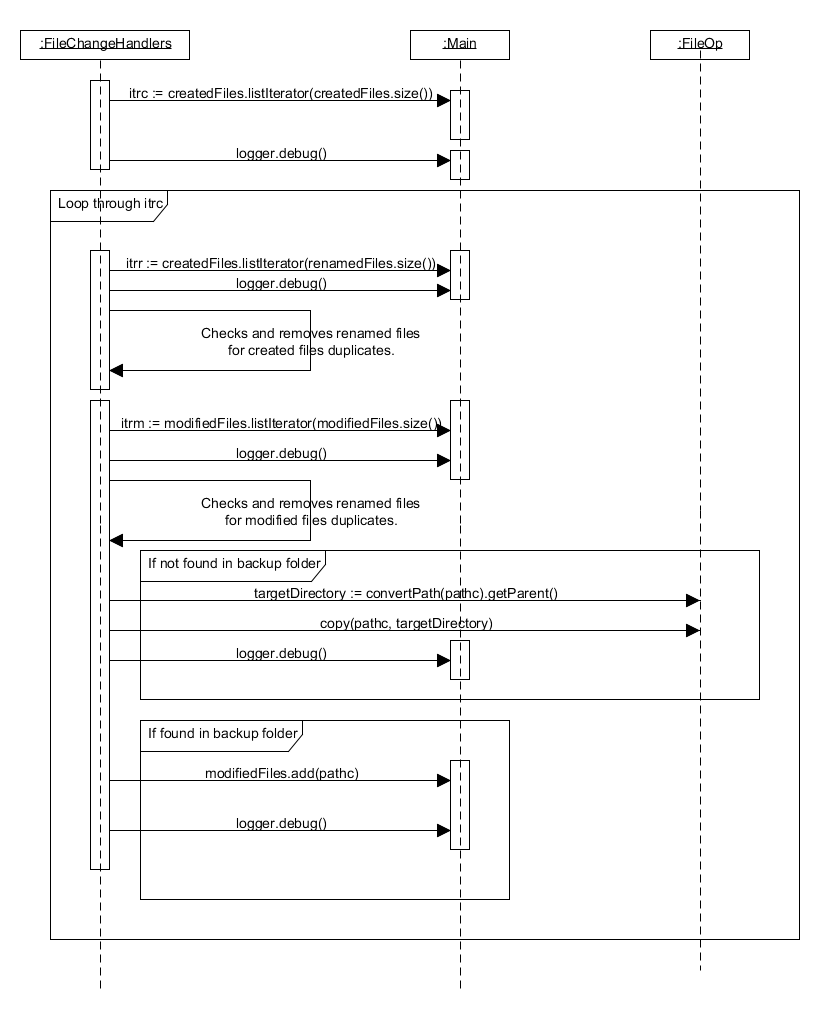 :FileChangeHandlers
:Main
:FileOp
itrc := createdFiles.listIterator(createdFiles.size())
logger.debug()
Loop through itrc
itrr := createdFiles.listIterator(renamedFiles.size())
logger.debug()
Checks and removes renamed files
for created files duplicates.
itrm := modifiedFiles.listIterator(modifiedFiles.size())
logger.debug()
Checks and removes renamed files
for modified files duplicates.
If not found in backup folder
targetDirectory := convertPath(pathc).getParent()
copy(pathc, targetDirectory)
logger.debug()
If found in backup folder
modifiedFiles.add(pathc)
logger.debug()